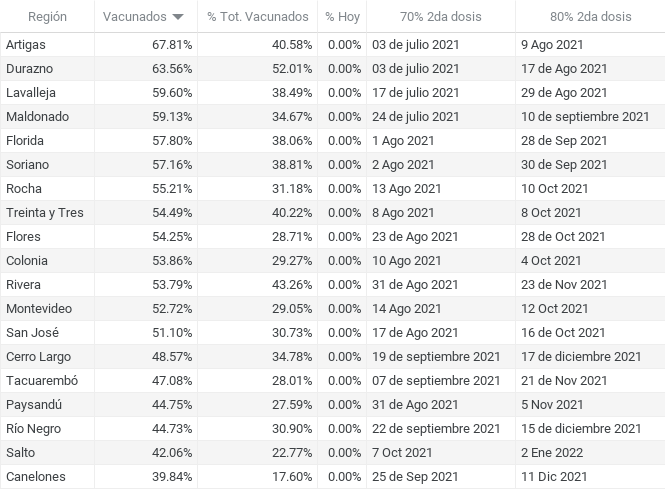 Región Vacunados % Tot. Vacunados % Hoy 70% 2da dosis 80% 2da dosis
Artigas 67.81% 40.58% 0.00% 03 de julio 2021 9 Ago 2021
Durazno 63.56% 52.01% 0.00% 03 de julio 2021 17 de Ago 2021
Lavalleja 59.60% 38.49% 0.00% 17 de julio 2021 29 de Ago 2021
Maldonado 59.13% 34.67% 0.00% 24 de julio 2021 10 de septiembre 2021
Florida 57.80% 38.06% 0.00% 1 Ago 2021 28 de Sep 2021
Soriano 57.16% 38.81% 0.00% 2 Ago 2021 30 de Sep 2021
Rocha 55.21% 31.18% 0.00% 13 Ago 2021 10 Oct 2021
Treinta y Tres 54.49% 40.22% 0.00% 8 Ago 2021 8 Oct 2021
Flores 54.25% 28.71% 0.00% 23 de Ago 2021 28 de Oct 2021
Colonia 53.86% 29.27% 0.00% 10 Ago 2021 4 Oct 2021
Rivera 53.79% 43.26% 0.00% 31 de Ago 2021 23 de Nov 2021
Montevideo 52.72% 29.05% 0.00% 14 Ago 2021 12 Oct 2021
San José 51.10% 30.73% 0.00% 17 de Ago 2021 16 de Oct 2021
Cerro Largo 48.57% 34.78% 0.00% 19 de septiembre 2021 17 de diciembre 2021
Tacuarembó 47.08% 28.01% 0.00% 07 de septiembre 2021 21 de Nov 2021
Paysandú 44.75% 27.59% 0.00% 31 de Ago 2021 5 Nov 2021
Río Negro 44.73% 30.90% 0.00% 22 de septiembre 2021 15 de diciembre 2021
Salto 42.06% 22.77% 0.00% 7 Oct 2021 2 Ene 2022
Canelones 39.84% 17.60% 0.00% 25 de Sep 2021 11 Dic 2021